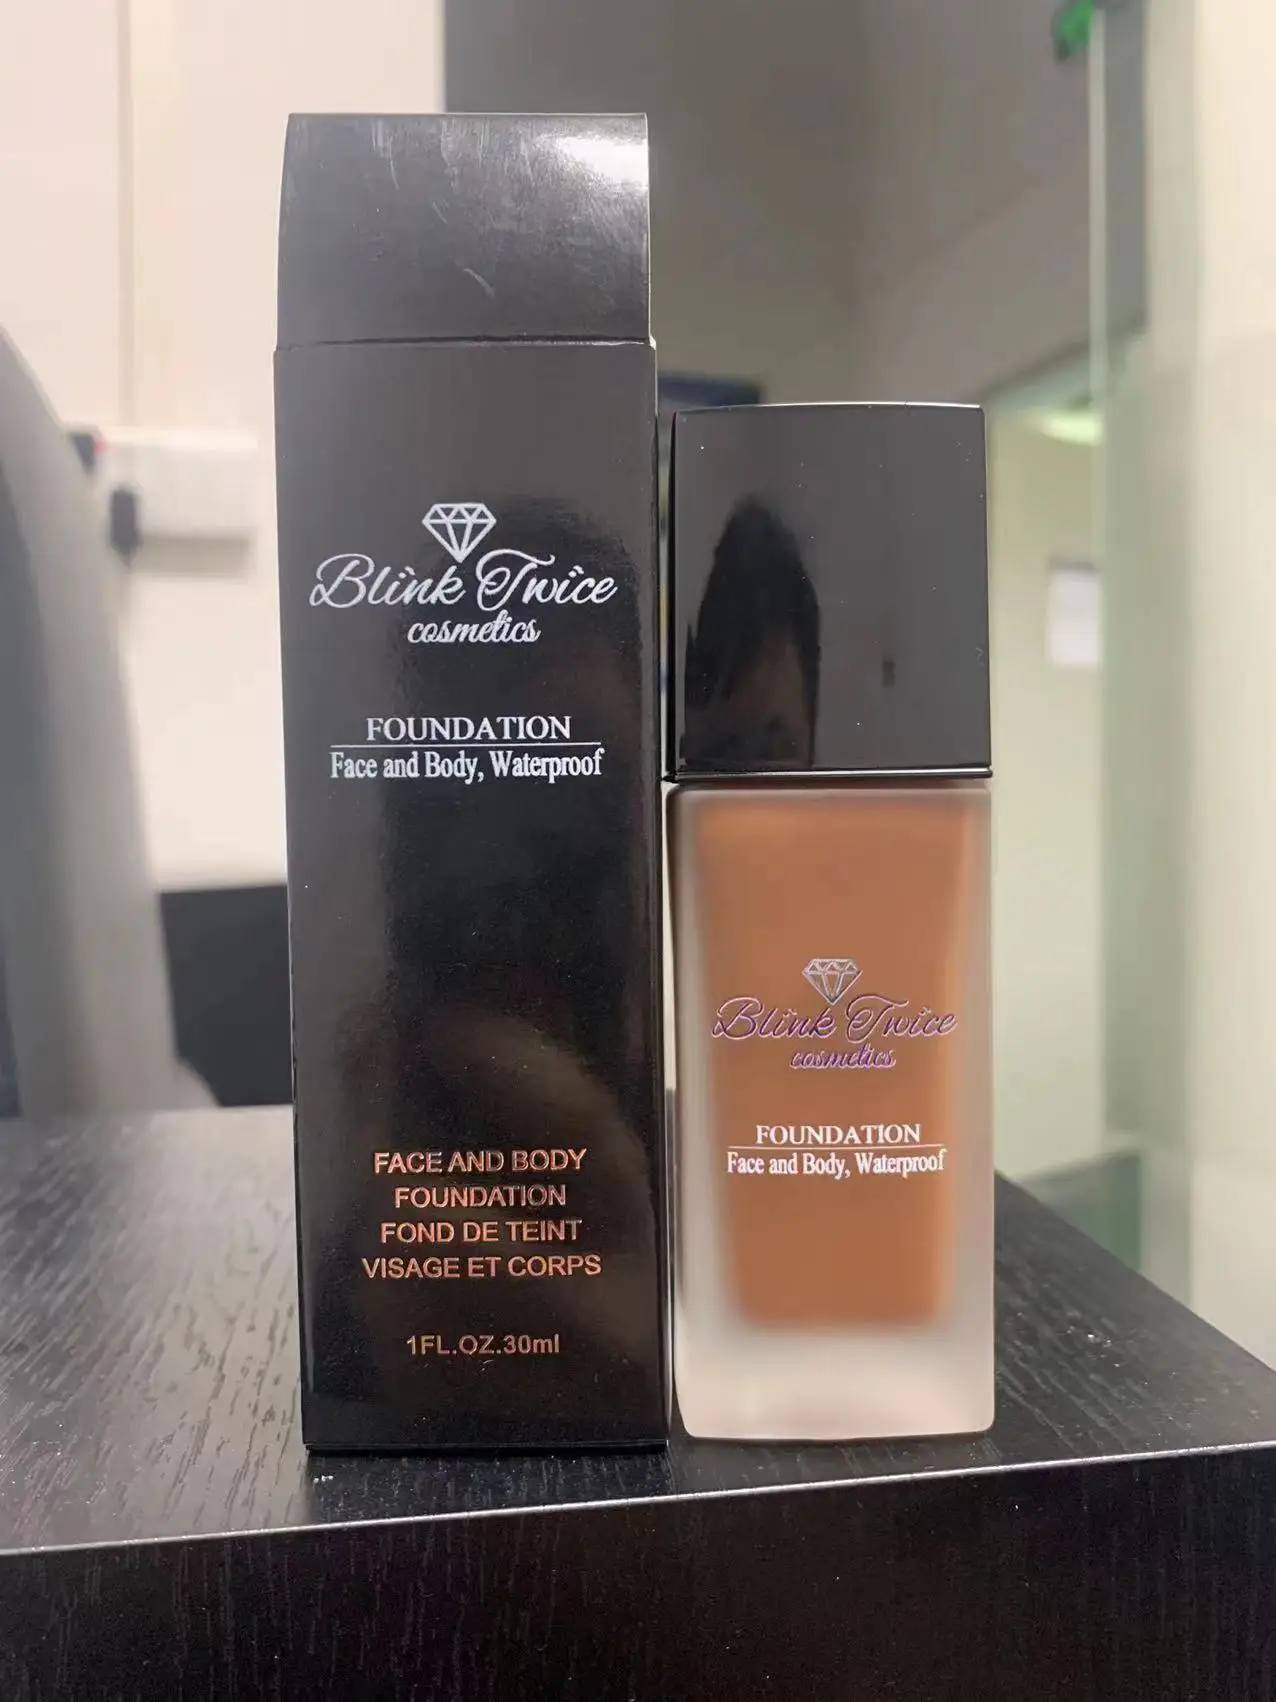 Blink Twice
cosmetics
FOUNDATION
Face and Body, Waterproof
FACE AND BODY
FOUNDATION
FOND DE TEINT
VISAGE ET CORPS
1FL.OZ.30ml
Blink Twice
cosmetics
FOUNDATION
Face and Body, Waterproof